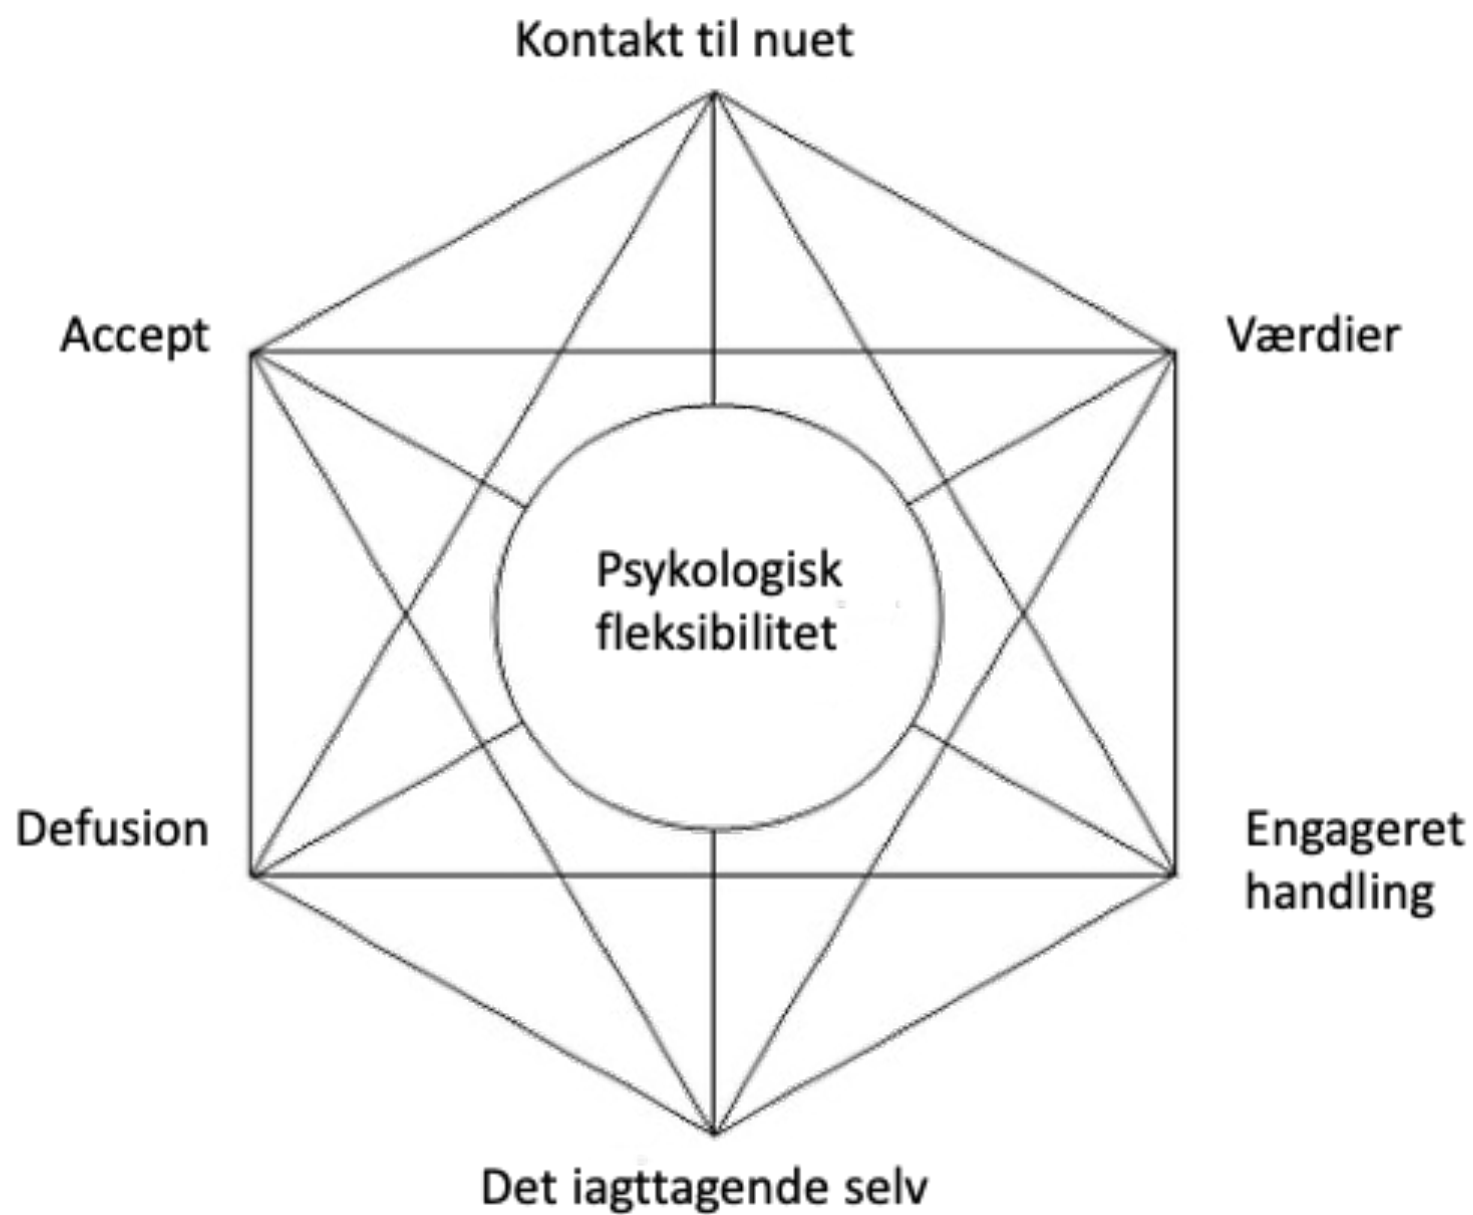 Kontakt til nuet
Accept
Værdier
Psykologisk
fleksibilitet
Defusion
Engageret
handling
Det iagttagende selv